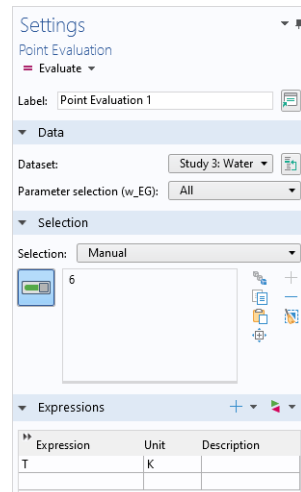 Settings
Point Evaluation
= Evaluate
Label: Point Evaluation 1
Data
Dataset: Study 3: Water
Parameter selection (w_EG): All
Selection
Selection: Manual
6
Expressions
Expression Unit Description
T K